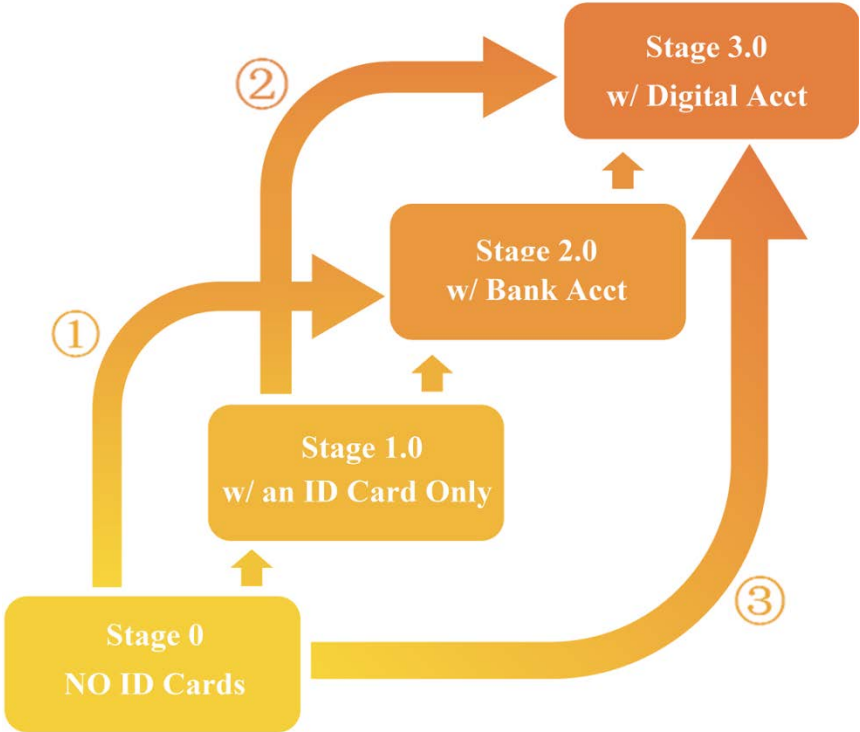 Stage 3.0
w/ Digital Acct
②
Stage 2.0
w/ Bank Acct
①
Stage 1.0
w/ an ID Card Only
③
Stage 0
NO ID Cards